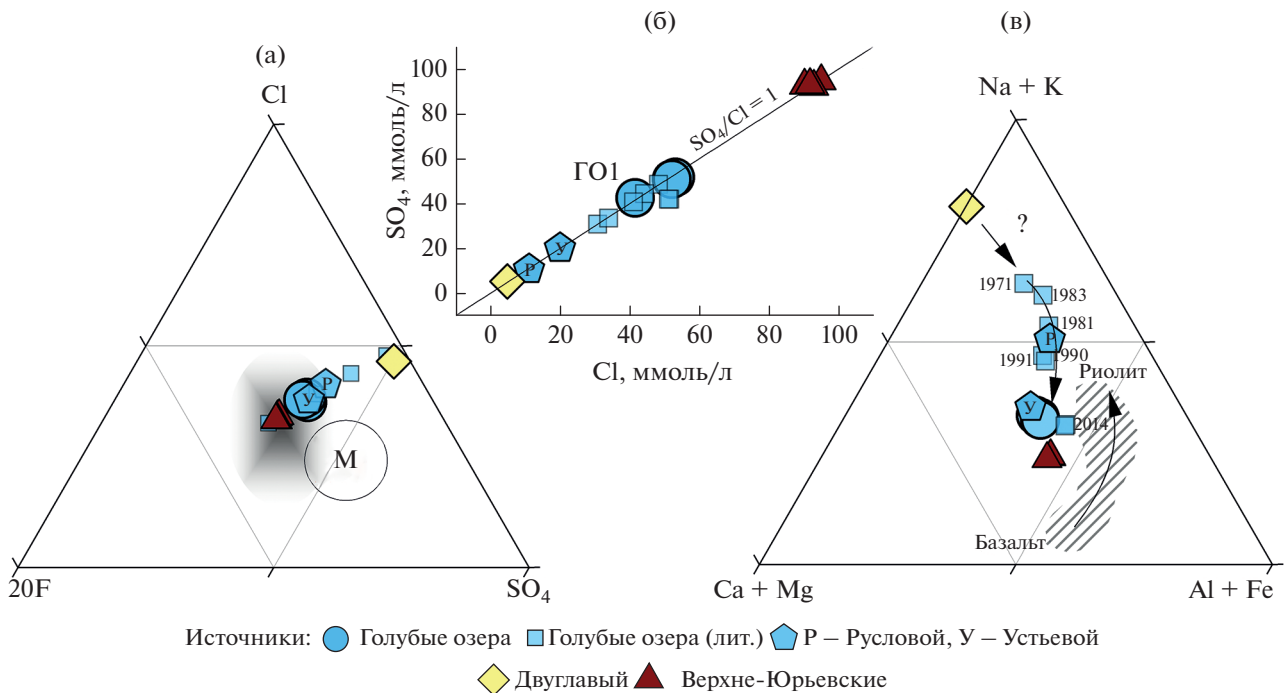 (а)
Cl
20F
SO₄
Р
У
М
(б)
SO₄, ммоль/л
100
80
60
40
20
0
SO₄/Cl = 1
ГО1
У
Р
0
20
40
60
80
100
Cl, ммоль/л
(в)
Na + K
?
1971
1983
1981
Р
1991
1990
Риолит
У
2014
Базальт
Ca + Mg
Al + Fe
Источники: Голубые озера Голубые озера (лит.) Р – Русловой, У – Устьевой
Двуглавый Верхне-Юрьевские